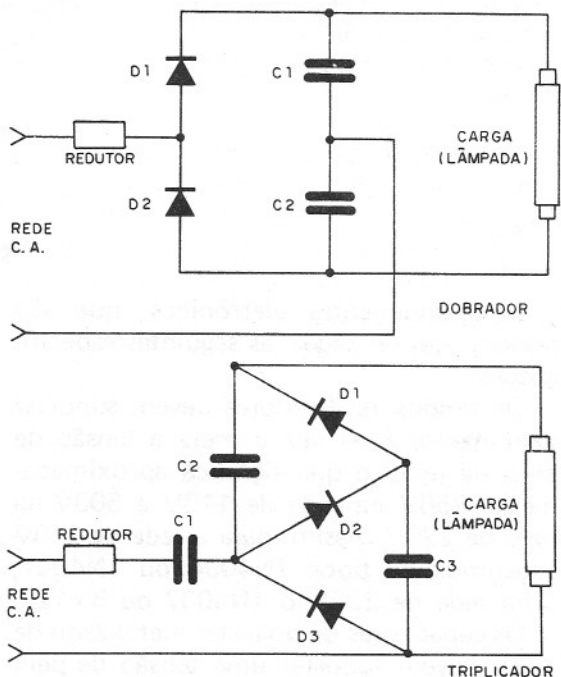 D1
C1
REDUTOR
CARGA
(LÂMPADA)
D2
C2
REDE
C. A.
DOBRADOR
D1
C2
D2
CARGA
(LÂMPADA)
REDUTOR
C1
C3
REDE
C. A.
D3
TRIPLICADOR